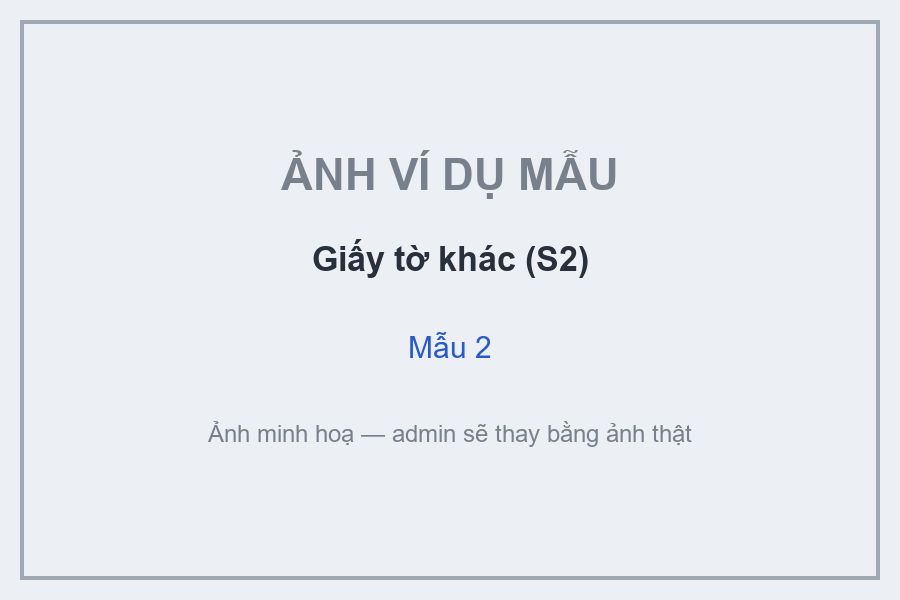 ẢNH VÍ DỤ MẪU
Giấy tờ khác (S2)
Mẫu 2
Ảnh minh hoạ — admin sẽ thay bằng ảnh thật